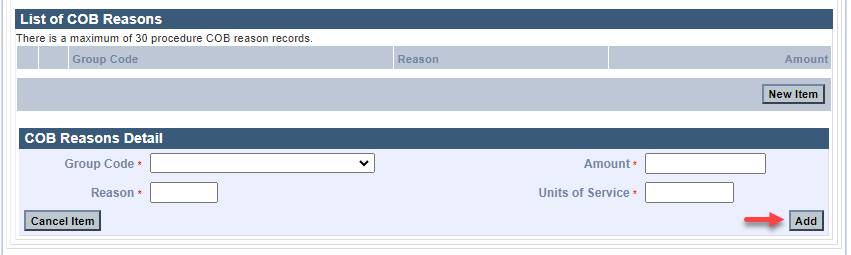 List of COB Reasons
There is a maximum of 30 procedure COB reason records.
Group Code Reason Amount
New Item
COB Reasons Detail
Group Code * Amount *
Reason * Units of Service *
Cancel Item Add